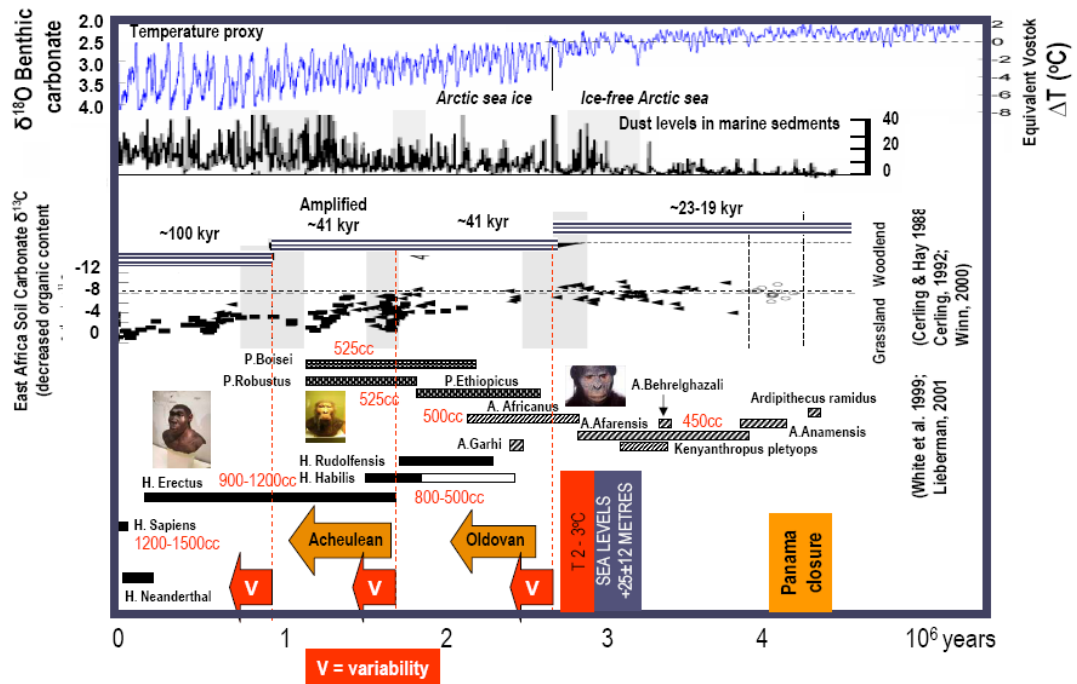 2.0
2.5
3.0
3.5
4.0
δ18O Benthic
carbonate
Temperature proxy
2
0
-2
-4
-6
-8
Equivalent Vostok
ΔT (oC)
Arctic sea ice
Ice-free Arctic sea
Dust levels in marine sediments
40
20
0
East Africa Soil Carbonate δ13C
(decreased organic content
~100 kyr
Amplified
~41 kyr
~41 kyr
~23-19 kyr
-12
-8
-4
0
Grassland Woodlend
(Cerling & Hay 1988
Cerling, 1992;
Winn, 2000)
P.Boisei
525cc
P.Robustus
525cc
P.Ethiopicus
500cc
A. Africanus
A.Behrelghazali
A.Afarensis
450cc
Ardipithecus ramidus
A.Anamensis
Kenyanthropus pletyops
A.Garhi
H. Rudolfensis
H. Habilis
800-500cc
H. Erectus
900-1200cc
H. Sapiens
1200-1500cc
H. Neanderthal
(White et al. 1999;
Lieberman, 2001
Acheulean
Oldovan
V
V
V
T 2 - 3oC
SEA LEVELS
+25±12 METRES
Panama
closure
0
1
2
3
4
106 years
V = variability